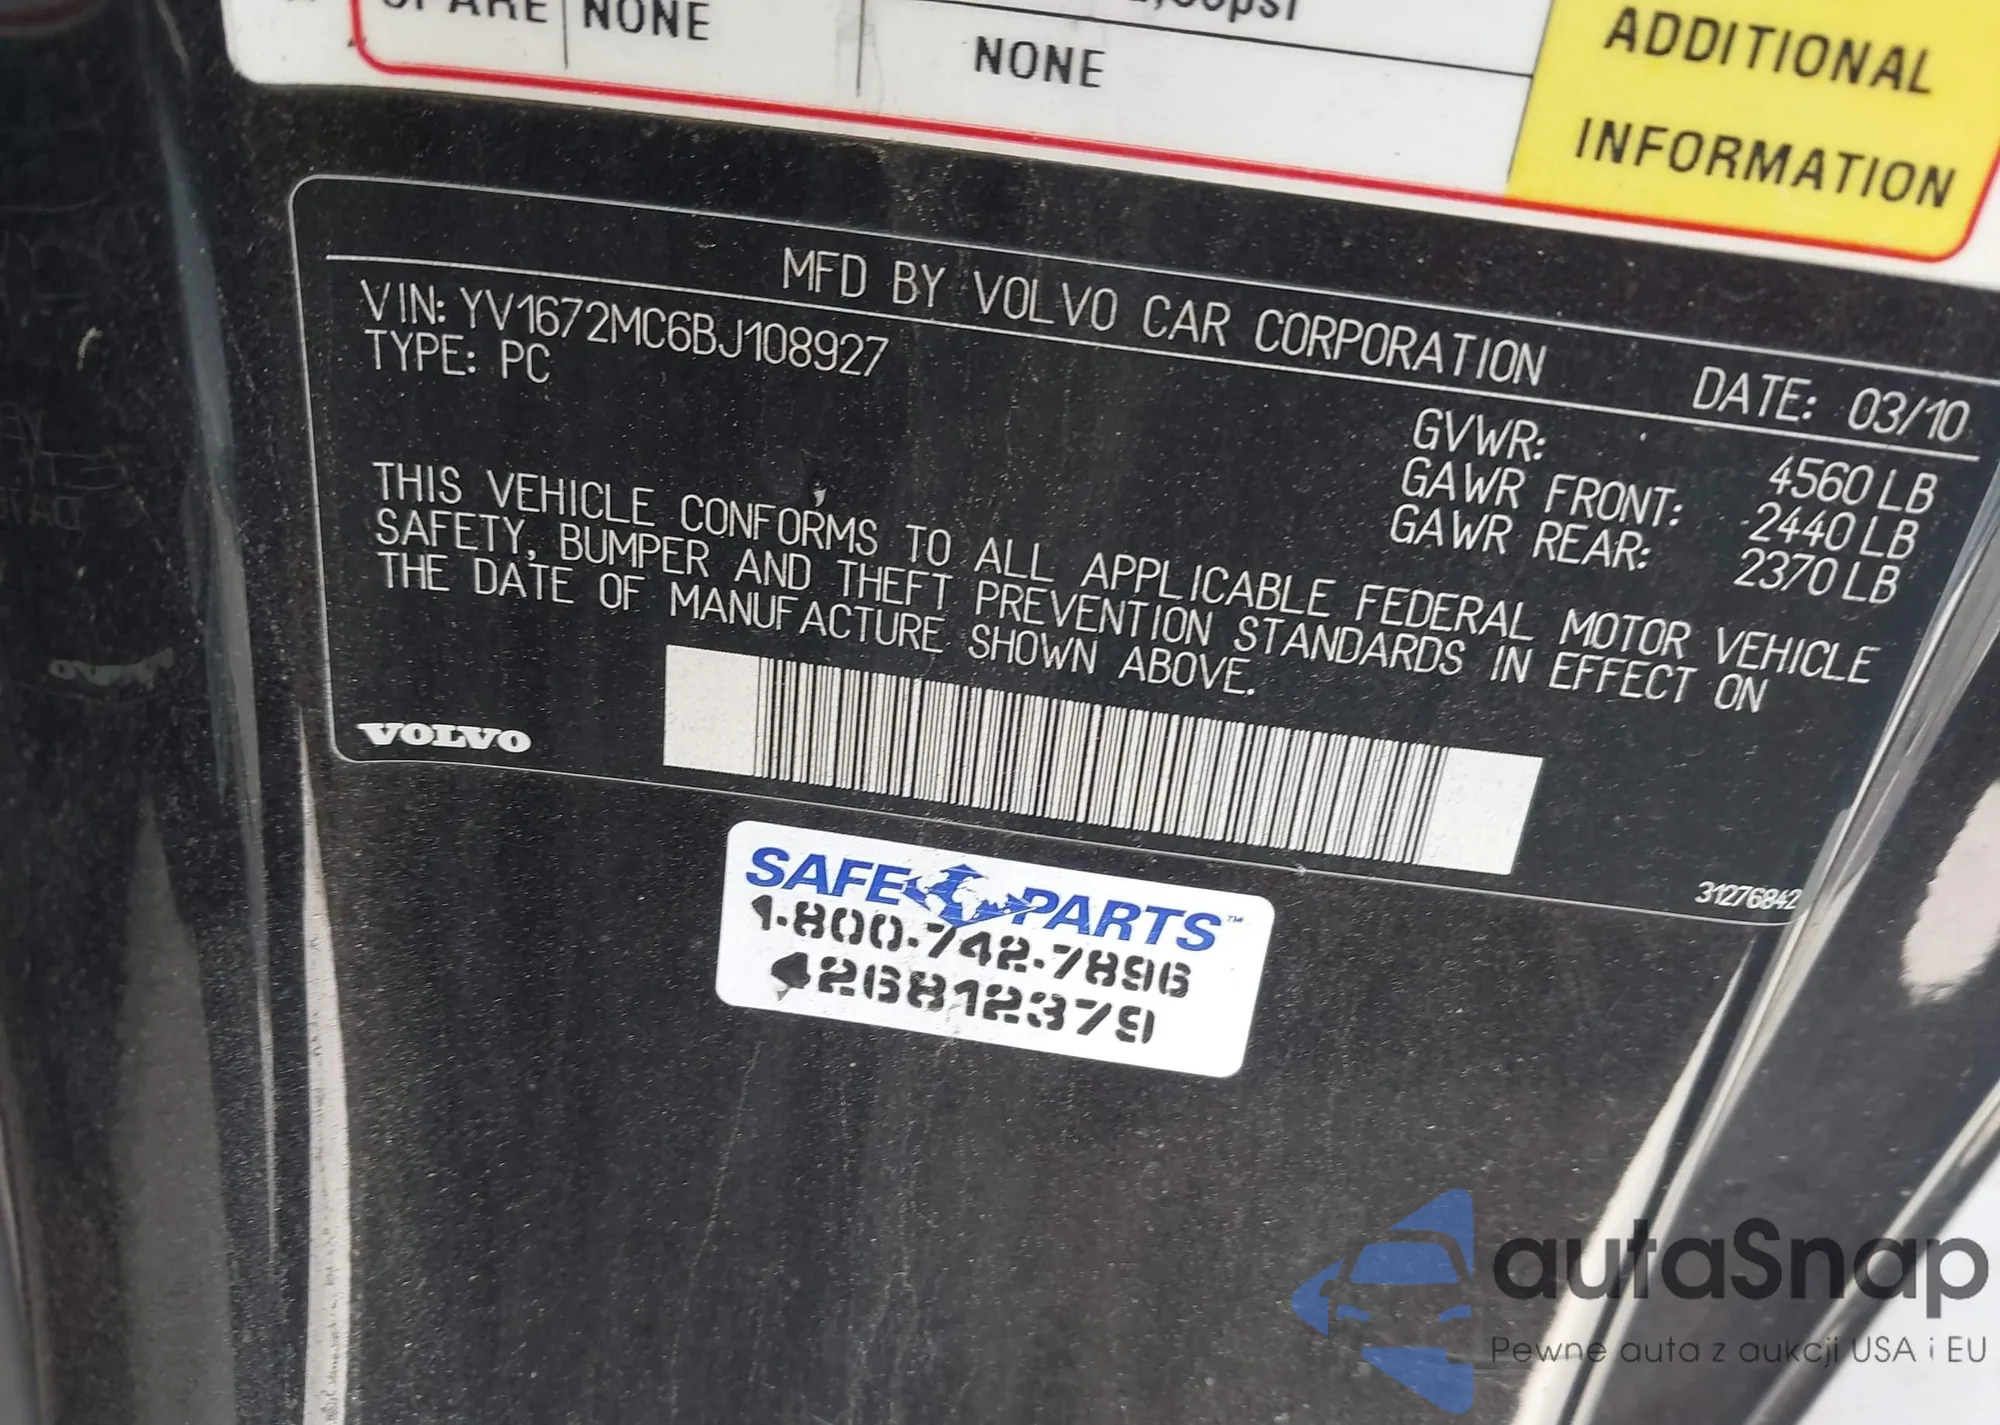 SPARE NONE
NONE
ADDITIONAL
INFORMATION
MFD BY VOLVO CAR CORPORATION DATE: 03/10
VIN: YV1672MC6BJ108927
TYPE: PC
GVWR: 4560 LB
GAWR FRONT: 2440 LB
GAWR REAR: 2370 LB
THIS VEHICLE CONFORMS TO ALL APPLICABLE FEDERAL MOTOR VEHICLE
SAFETY, BUMPER AND THEFT PREVENTION STANDARDS IN EFFECT ON
THE DATE OF MANUFACTURE SHOWN ABOVE.
VOLVO
31276842
SAFE PARTS™
1-800-742-7896
426812379
autaSnap
Pewne auta z aukcji USA i EU